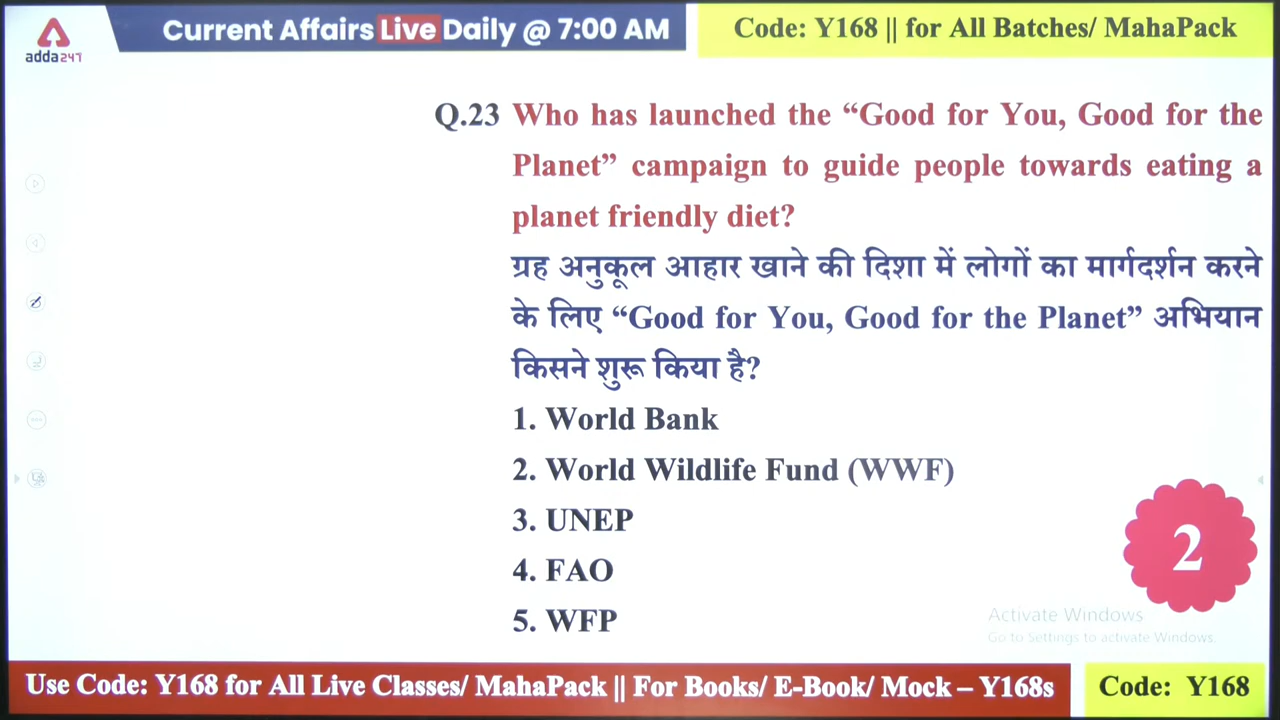 adda247
Current Affairs Live Daily @ 7:00 AM
Code: Y168 || for All Batches/ MahaPack
Q.23 Who has launched the “Good for You, Good for the
Planet” campaign to guide people towards eating a
planet friendly diet?
ग्रह अनुकूल आहार खाने की दिशा में लोगों का मार्गदर्शन करने
के लिए “Good for You, Good for the Planet” अभियान
किसने शुरू किया है?
1. World Bank
2. World Wildlife Fund (WWF)
3. UNEP
4. FAO
5. WFP
2
Activate Windows
Go to Settings to activate Windows.
Use Code: Y168 for All Live Classes/ MahaPack || For Books/ E-Book/ Mock – Y168s
Code: Y168